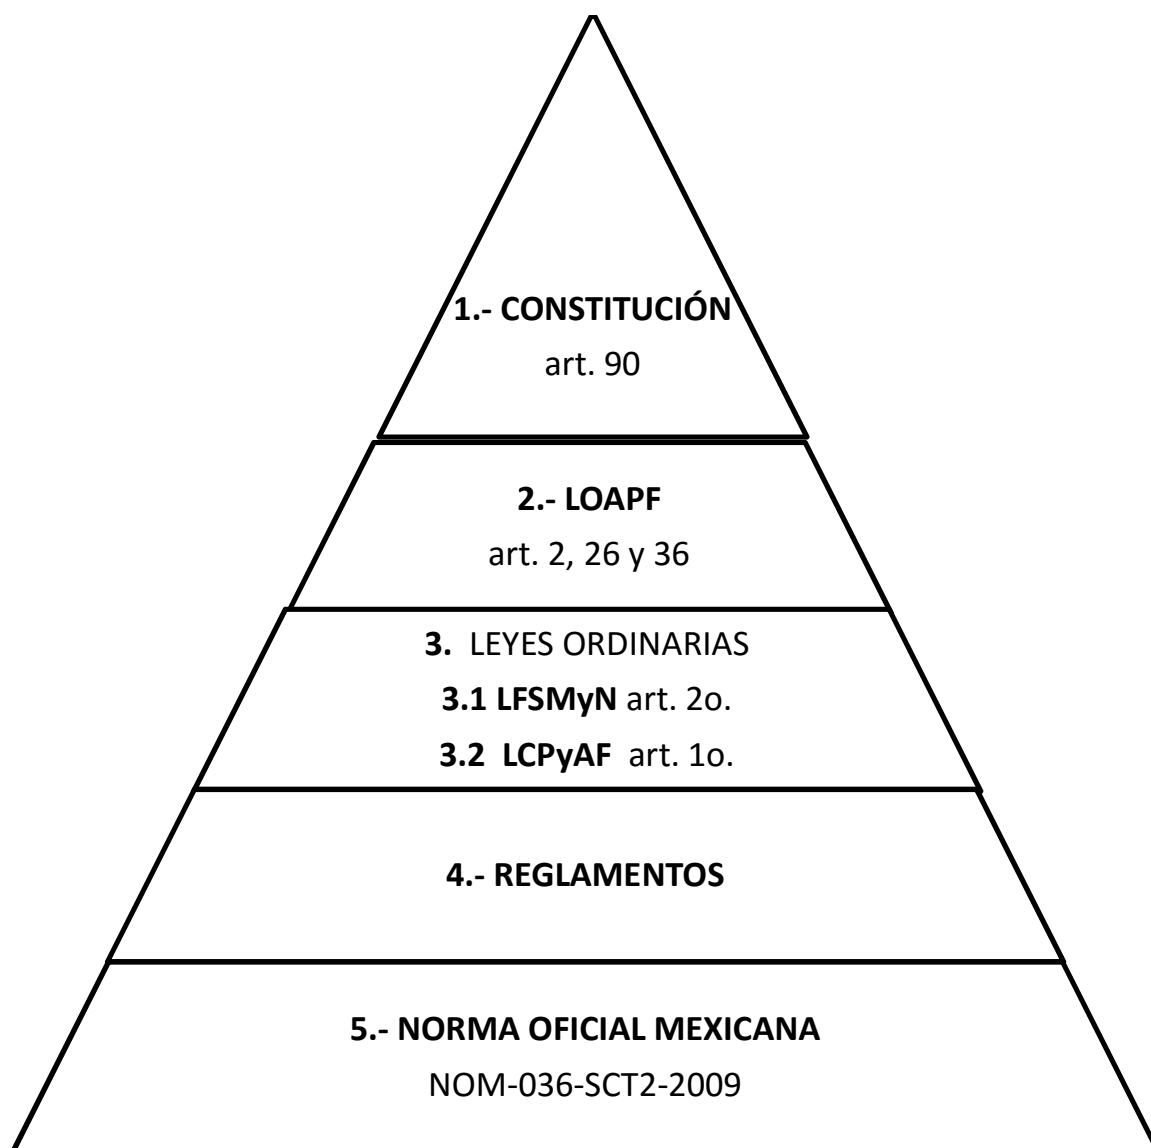 1.- CONSTITUCIÓN
art. 90
2.- LOAPF
art. 2, 26 y 36
3. LEYES ORDINARIAS
3.1 LFSMyN art. 2o.
3.2 LCPyAF art. 1o.
4.- REGLAMENTOS
5.- NORMA OFICIAL MEXICANA
NOM-036-SCT2-2009